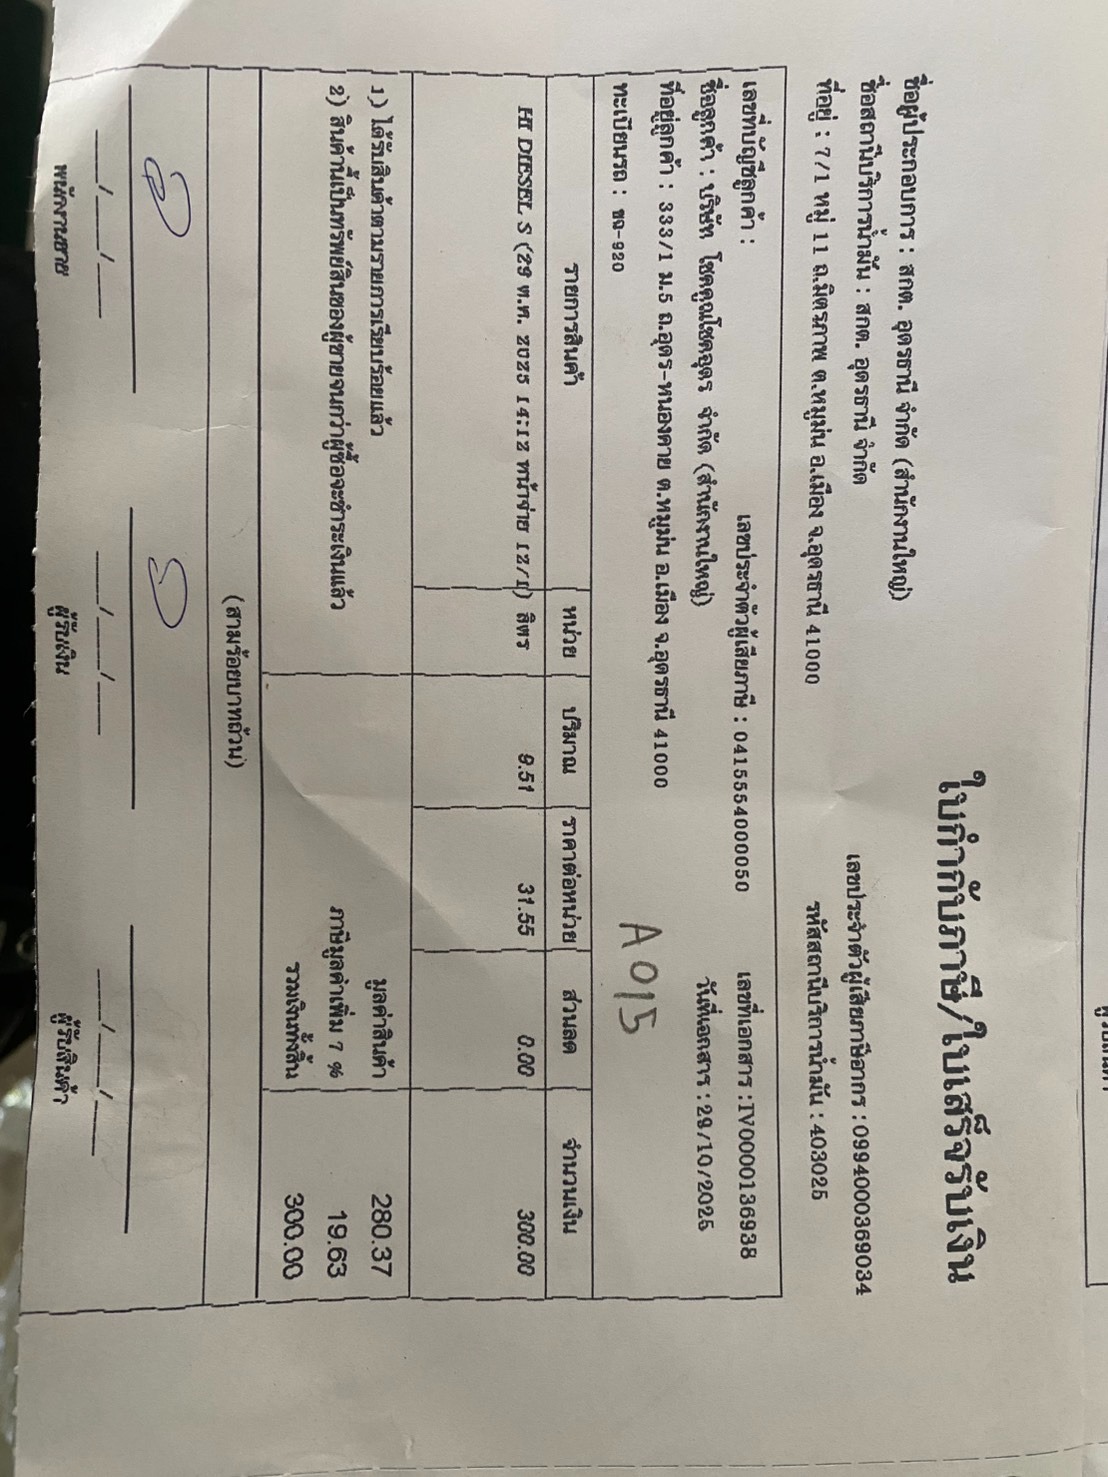 ใบกำกับภาษี/ใบเสร็จรับเงิน
ชื่อผู้ประกอบการ : สกต. อุดรธานี จำกัด (สำนักงานใหญ่)
เลขประจำตัวผู้เสียภาษีอากร : 0994000369034
ชื่อสถานีบริการน้ำมัน : สกต. อุดรธานี จำกัด
รหัสสถานีบริการน้ำมัน : 403025
ที่อยู่ : 7/1 หมู่ 11 ถ.มิตรภาพ ต.หมูม่น อ.เมือง จ.อุดรธานี 41000
เลขที่บัญชีลูกค้า :
เลขประจำตัวผู้เสียภาษี : 0415554000050
เลขที่เอกสาร : IV0000136938
ชื่อลูกค้า : บริษัท โชคคูณโชคอุดร จำกัด (สำนักงานใหญ่)
วันที่เอกสาร : 29/10/2025
ที่อยู่ลูกค้า : 333/1 ม.5 ถ.อุดร-หนองคาย ต.หมูม่น อ.เมือง จ.อุดรธานี 41000
ทะเบียนรถ : ขฉ-920
A015
รายการสินค้า หน่วย ปริมาณ ราคาต่อหน่วย ส่วนลด จำนวนเงิน
HI DIESEL S (29 ต.ค. 2025 14:12 หน้าจ่าย 12/1) ลิตร 9.51 31.55 0.00 300.00
1) ได้รับสินค้าตามรายการเรียบร้อยแล้ว มูลค่าสินค้า 280.37
2) สินค้านี้เป็นทรัพย์สินของผู้ขายจนกว่าผู้ซื้อจะชำระเงินแล้ว ภาษีมูลค่าเพิ่ม 7 % 19.63
รวมเงินทั้งสิ้น 300.00
(สามร้อยบาทถ้วน)
___/___/___ ___/___/___ ___/___/___
พนักงานขาย ผู้รับเงิน ผู้รับสินค้า